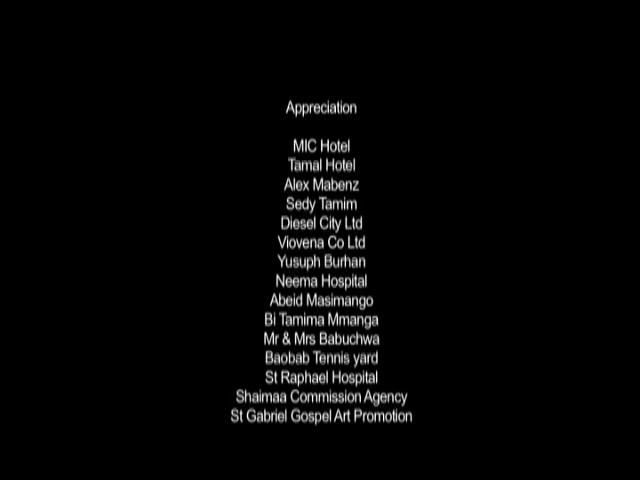 Appreciation
MIC Hotel
Tamal Hotel
Alex Mabenz
Sedy Tamim
Diesel City Ltd
Viovena Co Ltd
Yusuph Burhan
Neema Hospital
Abeid Masimango
Bi Tamima Mmanga
Mr & Mrs Babuchwa
Baobab Tennis yard
St Raphael Hospital
Shaimaa Commission Agency
St Gabriel Gospel Art Promotion